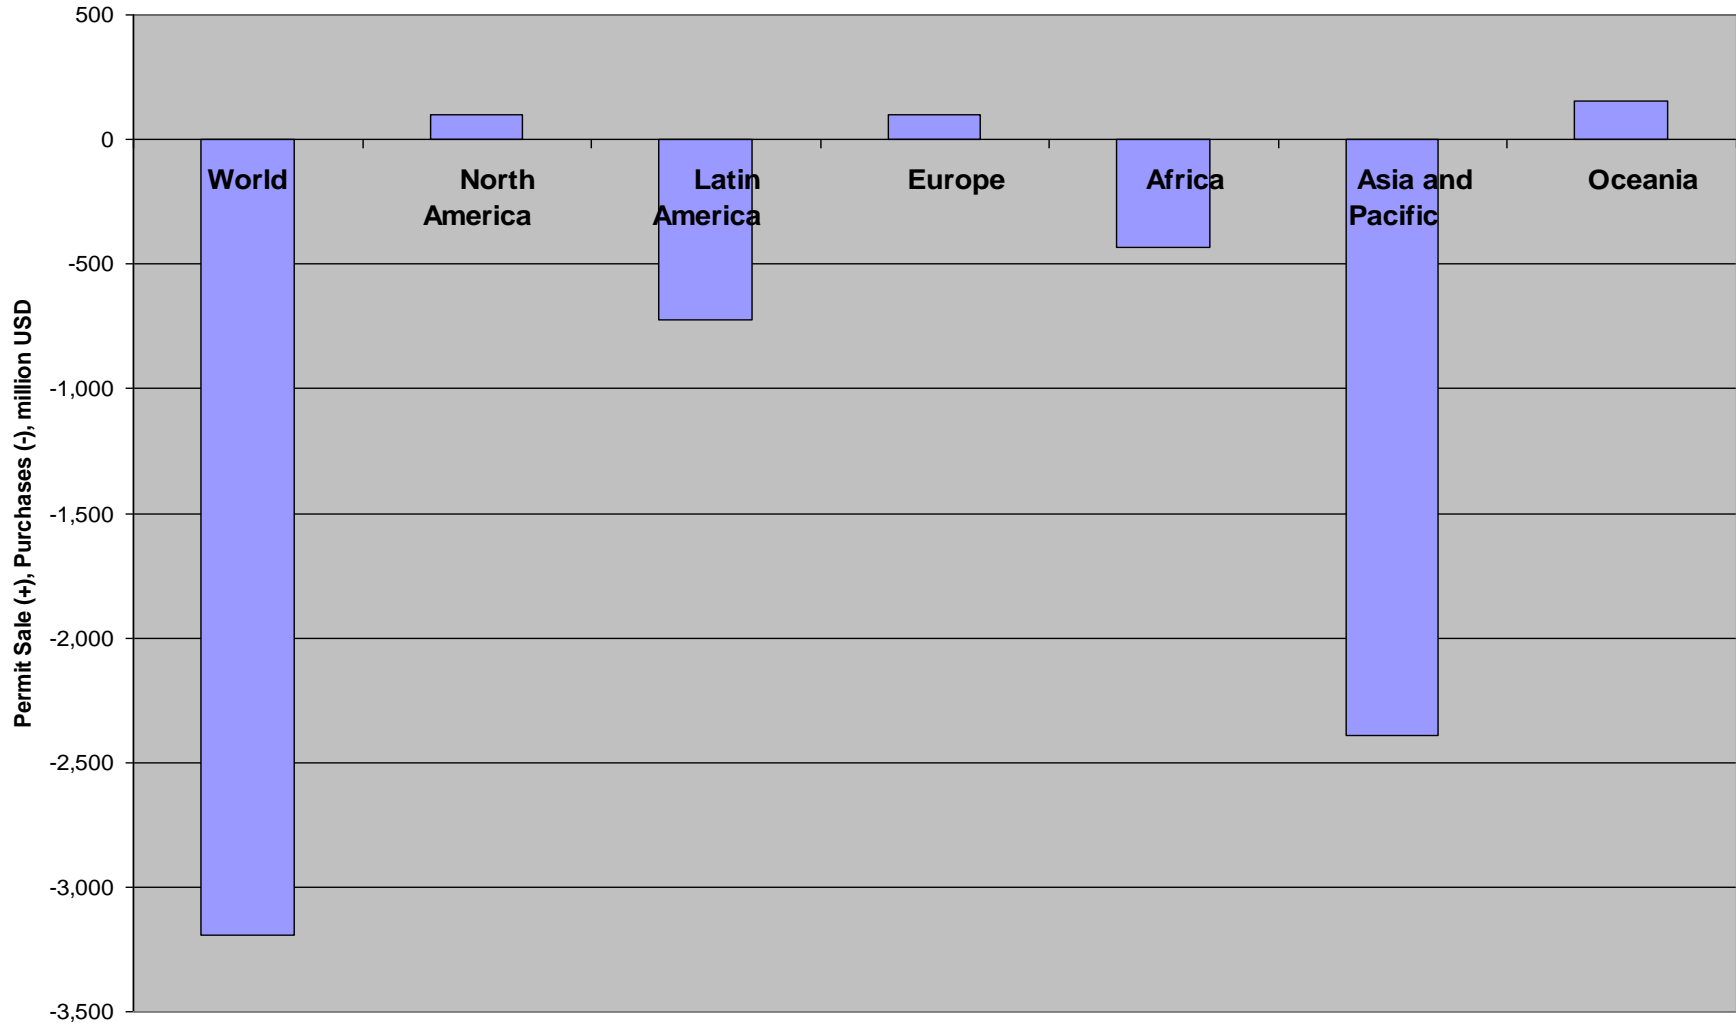 500
0
-500
-1,000
-1,500
-2,000
-2,500
-3,000
-3,500
Permit Sale (+), Purchases (-), million USD
World
North
America
Latin
America
Europe
Africa
Asia and
Pacific
Oceania